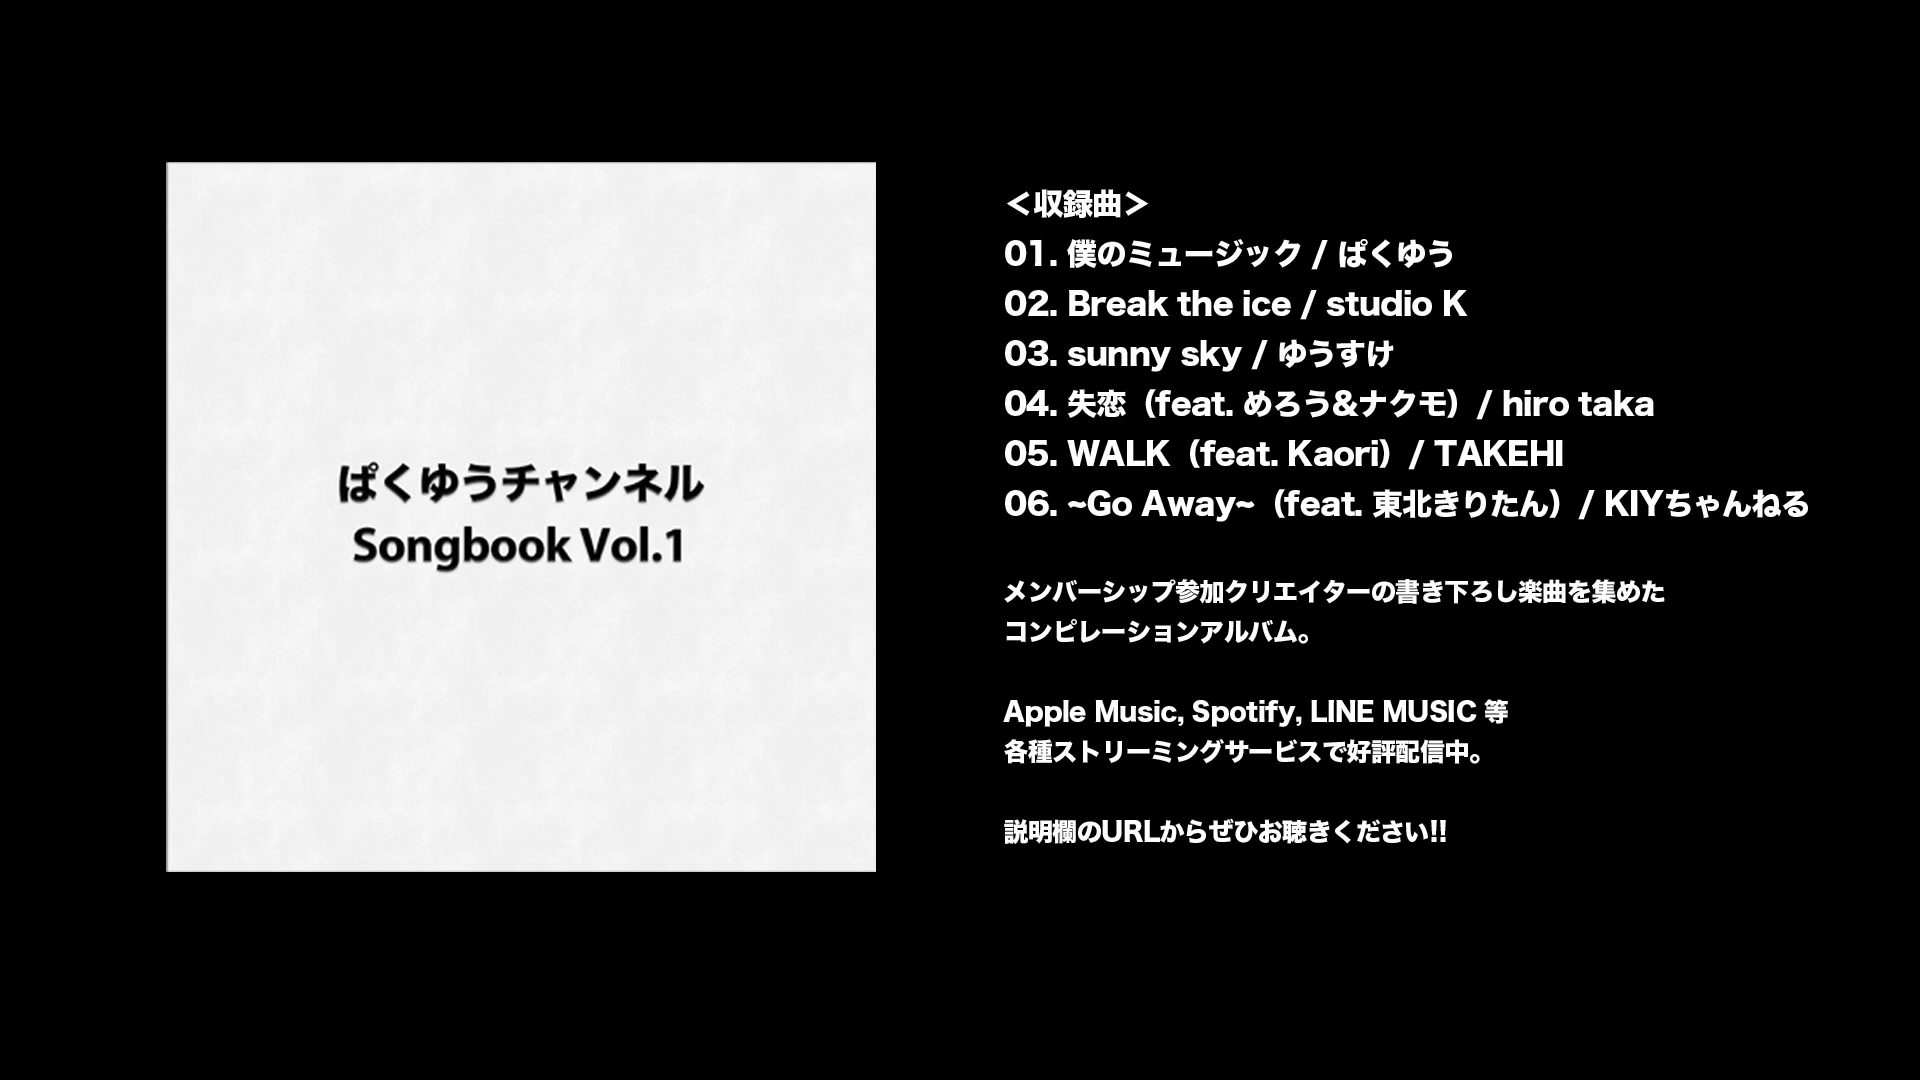 ぱくゆうチャンネル
Songbook Vol.1
＜収録曲＞
01. 僕のミュージック / ぱくゆう
02. Break the ice / studio K
03. sunny sky / ゆうすけ
04. 失恋（feat. めろう&ナクモ）/ hiro taka
05. WALK（feat. Kaori）/ TAKEHI
06. ~Go Away~（feat. 東北きりたん）/ KIYちゃんねる
メンバーシップ参加クリエイターの書き下ろし楽曲を集めた
コンピレーションアルバム。
Apple Music, Spotify, LINE MUSIC 等
各種ストリーミングサービスで好評配信中。
説明欄のURLからぜひお聴きください!!